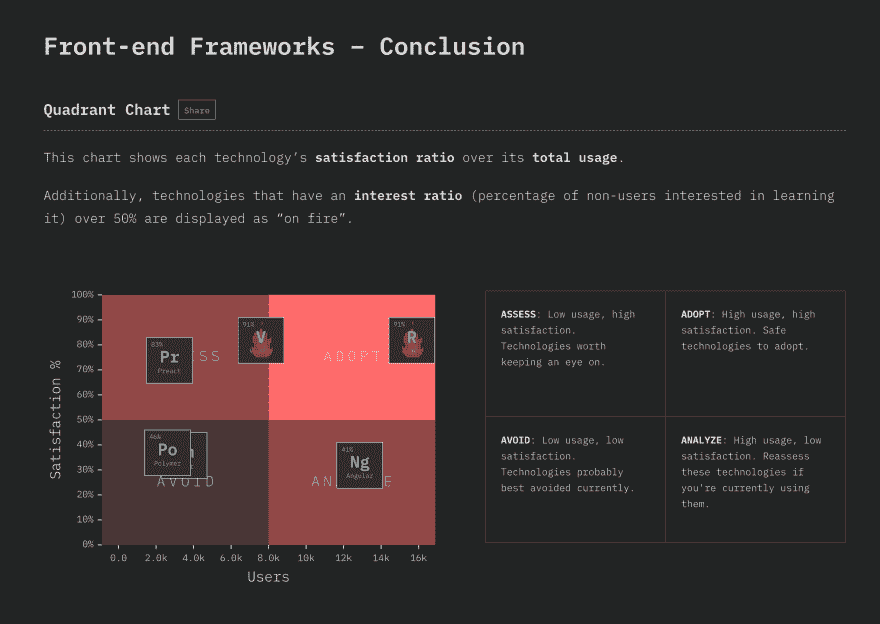 Front-end Frameworks – Conclusion
Quadrant Chart Share
This chart shows each technology’s satisfaction ratio over its total usage.
Additionally, technologies that have an interest ratio (percentage of non-users interested in learning
it) over 50% are displayed as “on fire”.
100%
90%
80%
70%
60%
50%
40%
30%
20%
10%
0%
Satisfaction %
91%
V
91%
R
83%
Pr
Preact
SS
ADOPT
46%
Po
Polymer
AVOID
41%
Ng
Angular
AN E
0.0 2.0k 4.0k 6.0k 8.0k 10k 12k 14k 16k
Users
ASSESS: Low usage, high
satisfaction.
Technologies worth
keeping an eye on.
ADOPT: High usage, high
satisfaction. Safe
technologies to adopt.
AVOID: Low usage, low
satisfaction.
Technologies probably
best avoided currently.
ANALYZE: High usage, low
satisfaction. Reassess
these technologies if
you're currently using
them.